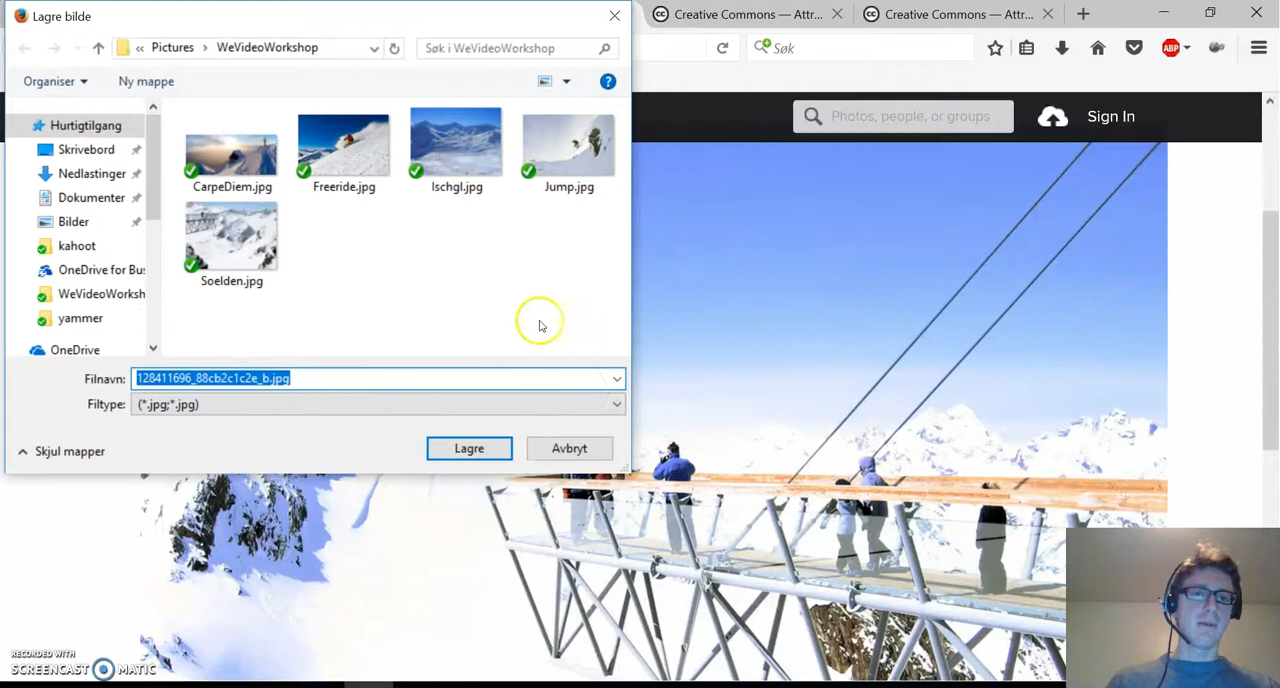 Lagre bilde
Creative Commons — Attr...
Creative Commons — Attr...
« Pictures > WeVideoWorkshop
Søk i WeVideoWorkshop
Søk
ABP
Organiser
Ny mappe
Hurtigtilgang
Skrivebord
Nedlastinger
Dokumenter
Bilder
kahoot
OneDrive for Bus
WeVideoWorksh
yammer
OneDrive
CarpeDiem.jpg
Freeride.jpg
Ischgl.jpg
Jump.jpg
Soelden.jpg
Photos, people, or groups
Sign In
Filnavn: 128411696_88cb2c1c2e_b.jpg
Filtype: (*.jpg;*.jpg)
Skjul mapper
Lagre
Avbryt
RECORDED WITH
SCREENCAST MATIC